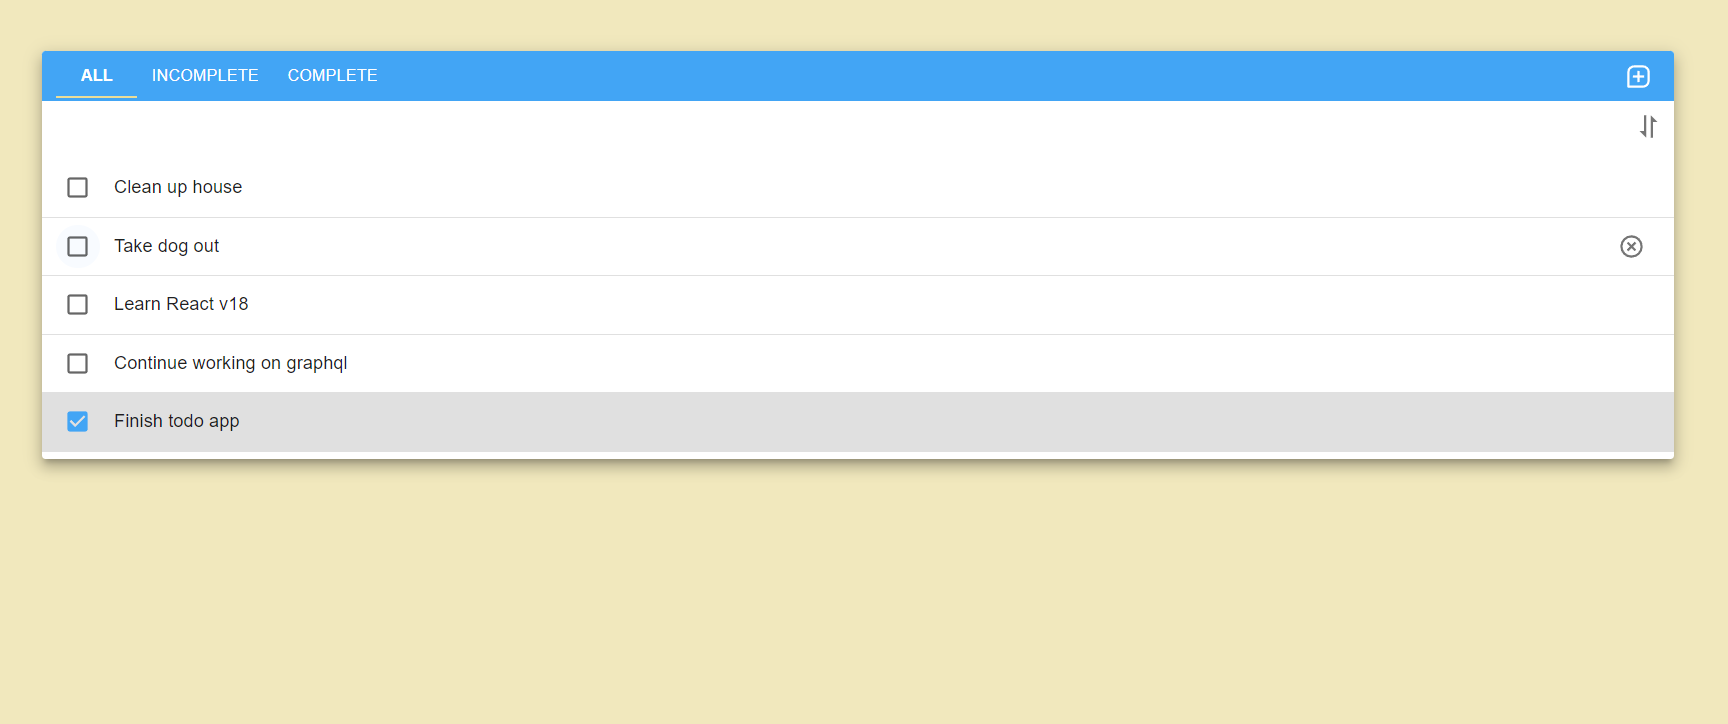 ALL INCOMPLETE COMPLETE
Clean up house
Take dog out
Learn React v18
Continue working on graphql
Finish todo app